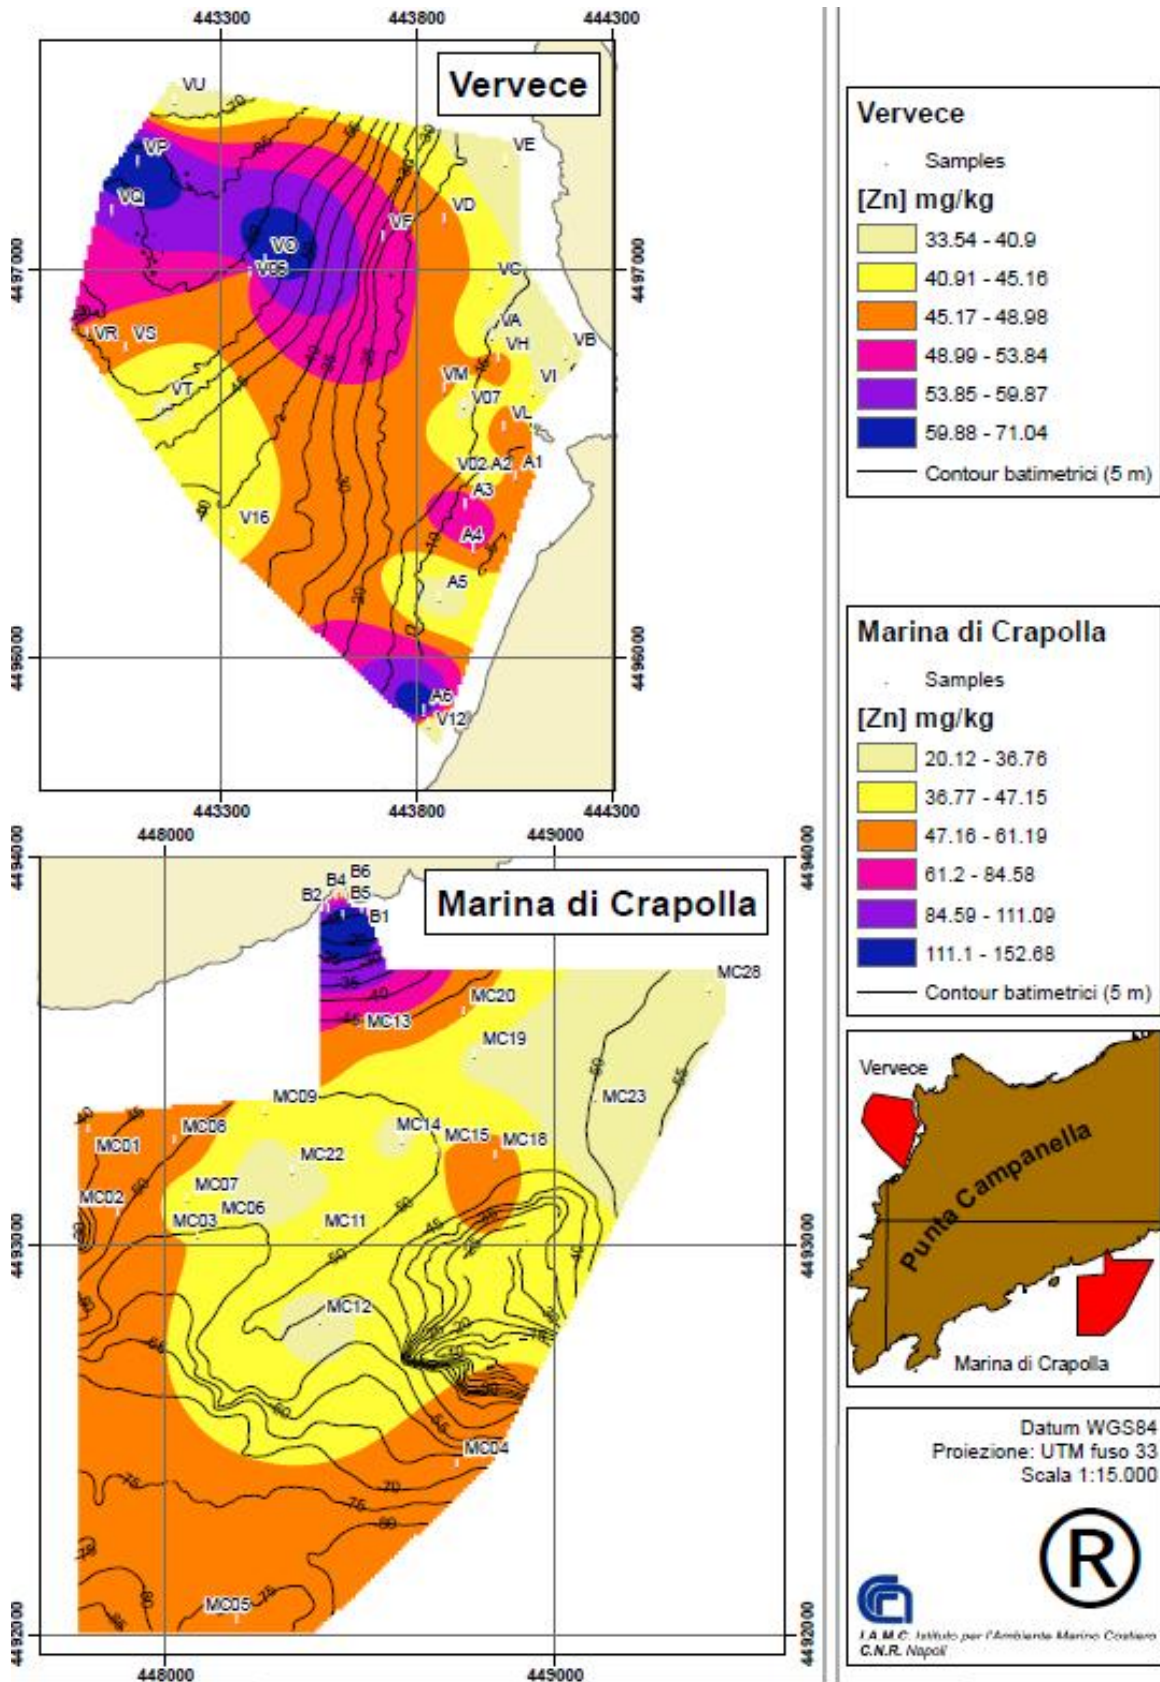 443300 443800 444300
Vervece
VU
VE
VP
VQ
VD
VF
VO
V05
VC
4497000 4497000
VA
VH
VB
VR VS
VM
VI
VT
V07
VL
V02 A2 A1
A3
V16
A4
A5
4496000 4496000
A6
V12
443300 443800 444300
448000 449000
4494000 4494000
Marina di Crapolla
B6
B4
B2
B5
B1
MC28
MC20
MC13
MC19
MC09
MC23
MC01
MC08
MC14
MC15 MC18
MC22
MC07
MC02
MC06
MC03
MC11
4493000 4493000
MC12
MC04
MC05
4492000 4492000
448000 449000
Vervece
Samples
[Zn] mg/kg
33.54 - 40.9
40.91 - 45.16
45.17 - 48.98
48.99 - 53.84
53.85 - 59.87
59.88 - 71.04
Contour batimetrici (5 m)
Marina di Crapolla
Samples
[Zn] mg/kg
20.12 - 36.76
36.77 - 47.15
47.16 - 61.19
61.2 - 84.58
84.59 - 111.09
111.1 - 152.68
Contour batimetrici (5 m)
Vervece
Punta Campanella
Marina di Crapolla
Datum WGS84
Proiezione: UTM fuso 33
Scala 1:15.000
R
I.A.M.C. Istituto per l'Ambiente Marino Costiero
C.N.R. Napoli